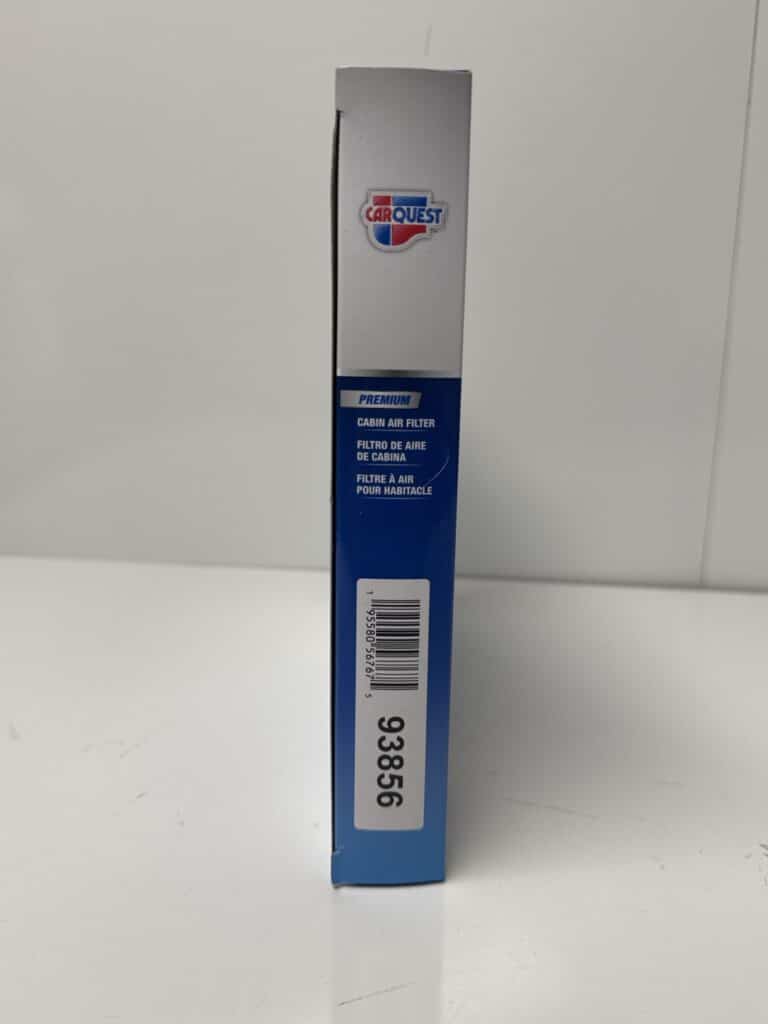 CARQUEST
TM
PREMIUM
CABIN AIR FILTER
FILTRO DE AIRE
DE CABINA
FILTRE À AIR
POUR HABITACLE
1 95580 56767 5
93856